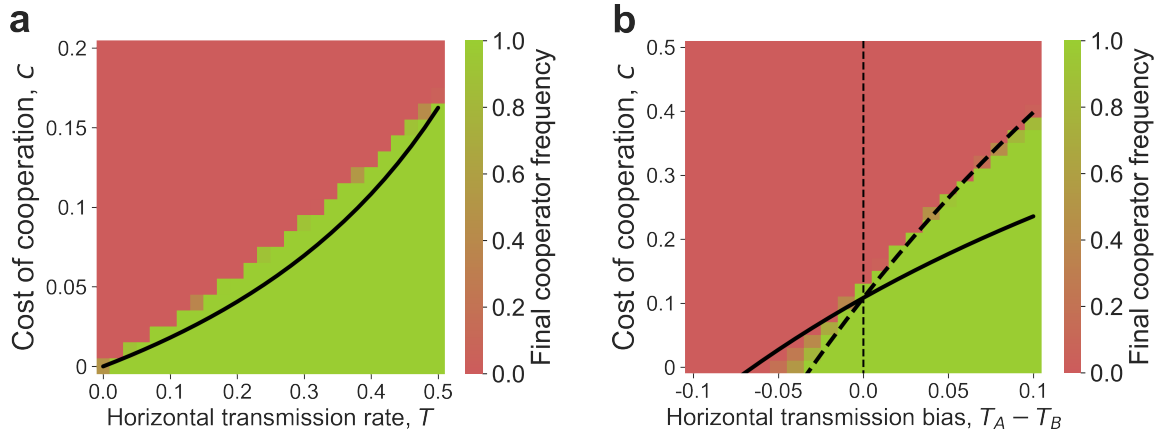 a
0.2
0.15
0.1
0.05
0
Cost of cooperation, c
0.0 0.1 0.2 0.3 0.4 0.5
Horizontal transmission rate, T
1.0
0.8
0.6
0.4
0.2
0.0
Final cooperator frequency
b
0.5
0.4
0.3
0.2
0.1
0
Cost of cooperation, c
-0.1 -0.05 0.0 0.05 0.1
Horizontal transmission bias, T_A − T_B
1.0
0.8
0.6
0.4
0.2
0.0
Final cooperator frequency